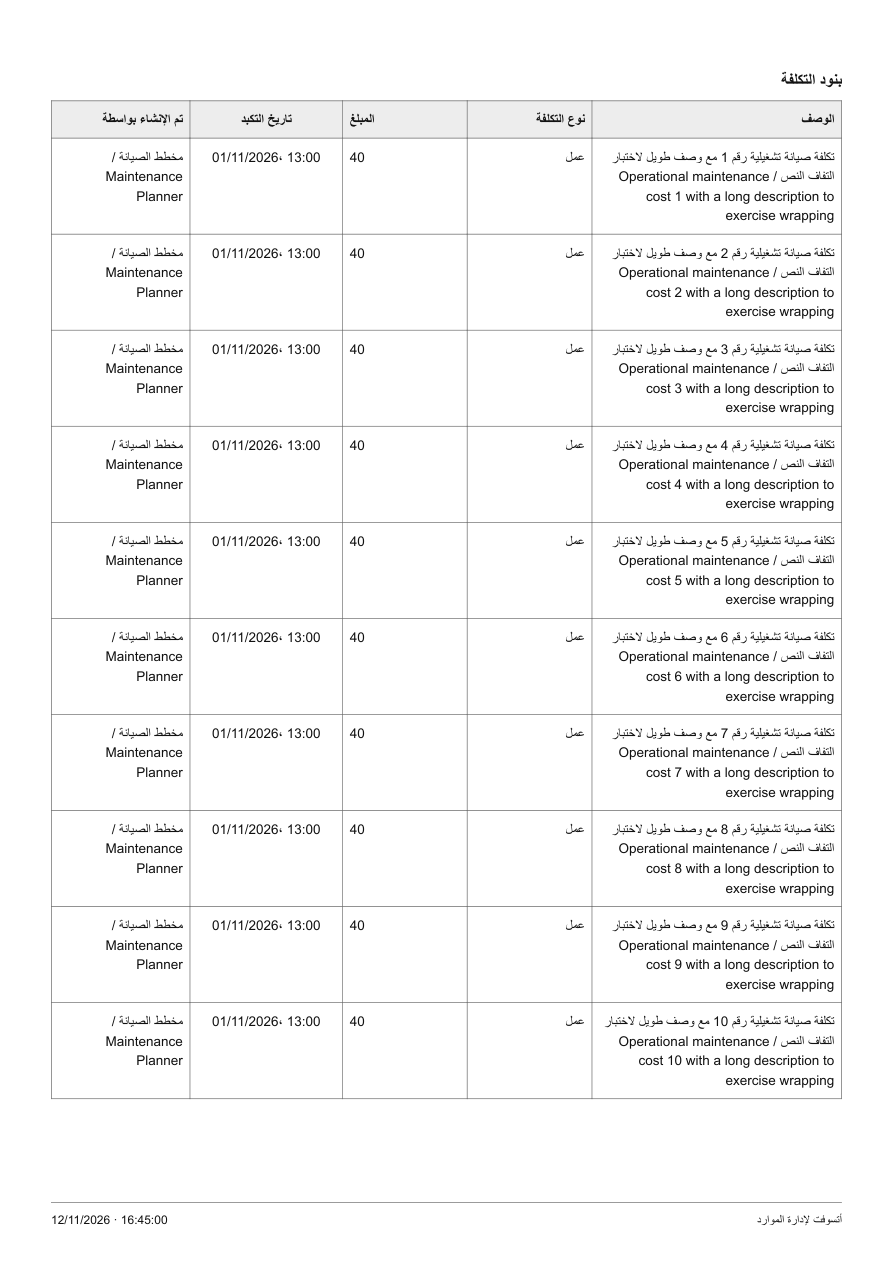 بنود التكلفة
الوصف	نوع التكلفة	المبلغ	تاريخ التكبد	تم الإنشاء بواسطة
تكلفة صيانة تشغيلية رقم 1 مع وصف طويل لاختبار	عمل	40	01/11/2026، 13:00	مخطط الصيانة /
التفاف النص / Operational maintenance	Maintenance
cost 1 with a long description to	Planner
exercise wrapping
تكلفة صيانة تشغيلية رقم 2 مع وصف طويل لاختبار	عمل	40	01/11/2026، 13:00	مخطط الصيانة /
التفاف النص / Operational maintenance	Maintenance
cost 2 with a long description to	Planner
exercise wrapping
تكلفة صيانة تشغيلية رقم 3 مع وصف طويل لاختبار	عمل	40	01/11/2026، 13:00	مخطط الصيانة /
التفاف النص / Operational maintenance	Maintenance
cost 3 with a long description to	Planner
exercise wrapping
تكلفة صيانة تشغيلية رقم 4 مع وصف طويل لاختبار	عمل	40	01/11/2026، 13:00	مخطط الصيانة /
التفاف النص / Operational maintenance	Maintenance
cost 4 with a long description to	Planner
exercise wrapping
تكلفة صيانة تشغيلية رقم 5 مع وصف طويل لاختبار	عمل	40	01/11/2026، 13:00	مخطط الصيانة /
التفاف النص / Operational maintenance	Maintenance
cost 5 with a long description to	Planner
exercise wrapping
تكلفة صيانة تشغيلية رقم 6 مع وصف طويل لاختبار	عمل	40	01/11/2026، 13:00	مخطط الصيانة /
التفاف النص / Operational maintenance	Maintenance
cost 6 with a long description to	Planner
exercise wrapping
تكلفة صيانة تشغيلية رقم 7 مع وصف طويل لاختبار	عمل	40	01/11/2026، 13:00	مخطط الصيانة /
التفاف النص / Operational maintenance	Maintenance
cost 7 with a long description to	Planner
exercise wrapping
تكلفة صيانة تشغيلية رقم 8 مع وصف طويل لاختبار	عمل	40	01/11/2026، 13:00	مخطط الصيانة /
التفاف النص / Operational maintenance	Maintenance
cost 8 with a long description to	Planner
exercise wrapping
تكلفة صيانة تشغيلية رقم 9 مع وصف طويل لاختبار	عمل	40	01/11/2026، 13:00	مخطط الصيانة /
التفاف النص / Operational maintenance	Maintenance
cost 9 with a long description to	Planner
exercise wrapping
تكلفة صيانة تشغيلية رقم 10 مع وصف طويل لاختبار	عمل	40	01/11/2026، 13:00	مخطط الصيانة /
التفاف النص / Operational maintenance	Maintenance
cost 10 with a long description to	Planner
exercise wrapping
أتسوفت لإدارة الموارد	12/11/2026 · 16:45:00